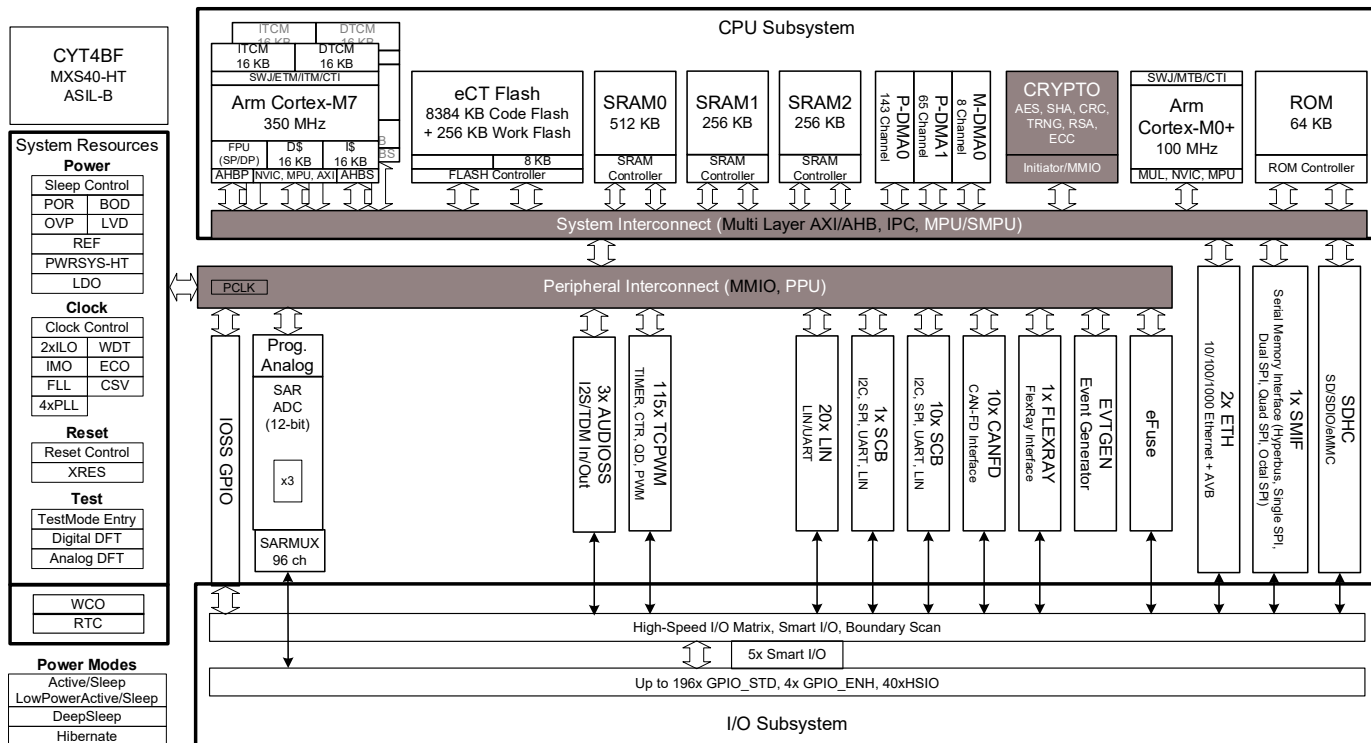 CYT4BF
MXS40-HT
ASIL-B
System Resources
Power
Sleep Control
POR BOD
OVP LVD
REF
PWRSYS-HT
LDO
Clock
Clock Control
2xILO WDT
IMO ECO
FLL CSV
4xPLL
Reset
Reset Control
XRES
Test
TestMode Entry
Digital DFT
Analog DFT
WCO
RTC
Power Modes
Active/Sleep
LowPowerActive/Sleep
DeepSleep
Hibernate
CPU Subsystem
ITCM DTCM
16 KB 16 KB
ITCM DTCM
16 KB 16 KB
SWJ/ETM/ITM/CTI
Arm Cortex-M7
350 MHz
FPU
(SP/DP)
D$
16 KB
I$
16 KB
AHBP NVIC, MPU, AXI AHBS
eCT Flash
8384 KB Code Flash
+ 256 KB Work Flash
8 KB
FLASH Controller
SRAM0
512 KB
SRAM
Controller
SRAM1
256 KB
SRAM
Controller
SRAM2
256 KB
SRAM
Controller
P-DMA0
143 Channel
P-DMA1
65 Channel
M-DMA0
8 Channel
CRYPTO
AES, SHA, CRC,
TRNG, RSA,
ECC
Initiator/MMIO
SWJ/MTB/CTI
Arm
Cortex-M0+
100 MHz
MUL, NVIC, MPU
ROM
64 KB
ROM Controller
System Interconnect (Multi Layer AXI/AHB, IPC, MPU/SMPU)
PCLK
Peripheral Interconnect (MMIO, PPU)
IOSS GPIO
Prog.
Analog
SAR
ADC
(12-bit)
x3
SARMUX
96 ch
3x AUDIOSS
I2S/TDM In/Out
115x TCPWM
TIMER, CTR, QD, PWM
20x LIN
LIN/UART
1x SCB
I2C, SPI, UART, LIN
10x SCB
I2C, SPI, UART, LIN
10x CANFD
CAN-FD Interface
1x FLEXRAY
FlexRay Interface
EVTGEN
Event Generator
eFuse
2x ETH
10/100/1000 Ethernet + AVB
1x SMIF
Serial Memory Interface (Hyperbus, Single SPI,
Dual SPI, Quad SPI, Octal SPI)
SDHC
SD/SDIO/eMMC
High-Speed I/O Matrix, Smart I/O, Boundary Scan
5x Smart I/O
Up to 196x GPIO_STD, 4x GPIO_ENH, 40xHSIO
I/O Subsystem